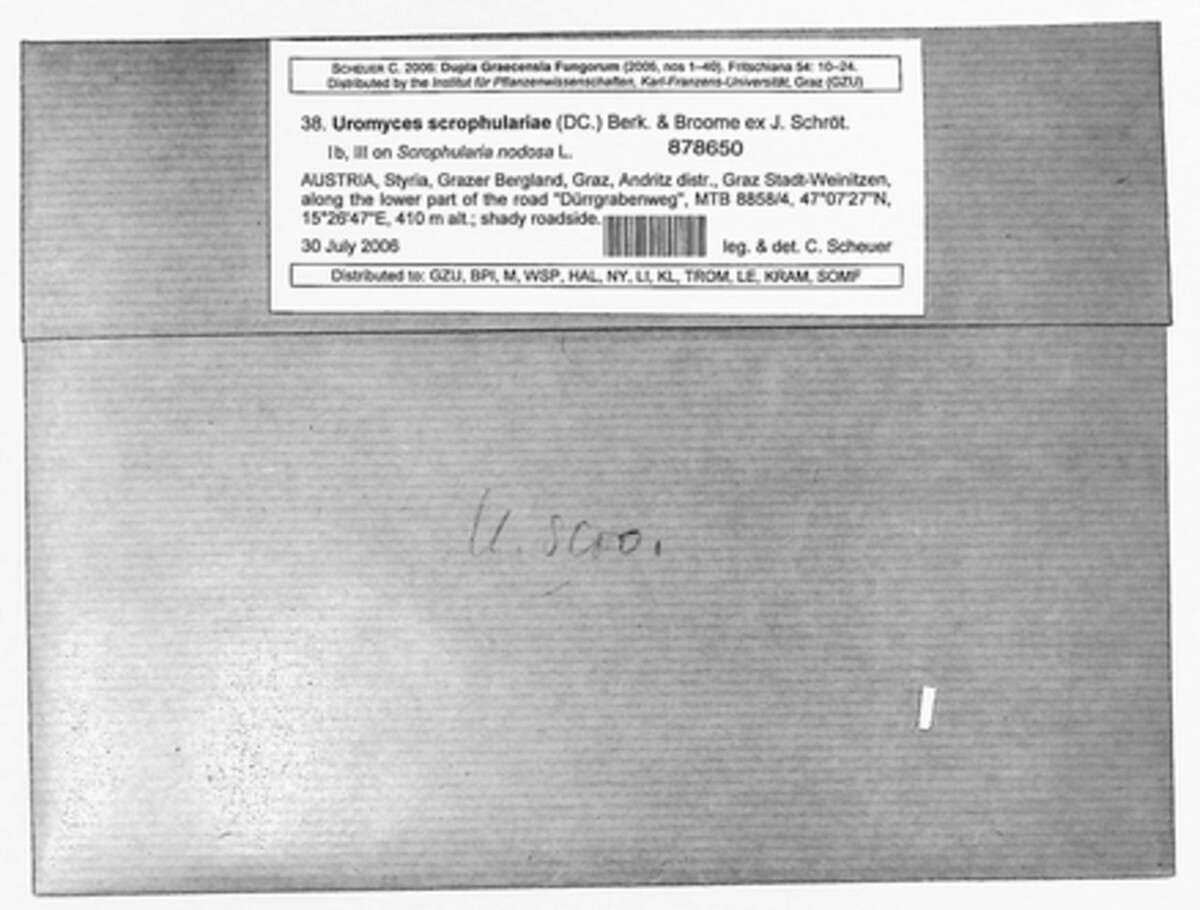 SCHEUER C. 2006: Dupla Graecensia Fungorum (2006, nos 1–40). Fritschiana 54: 10–24.
Distributed by the Institut für Pflanzenwissenschaften, Karl-Franzens-Universität, Graz (GZU)
38. Uromyces scrophulariae (DC.) Berk. & Broome ex J. Schröt.
Ib, III on Scrophularia nodosa L. 878650
AUSTRIA, Styria, Grazer Bergland, Graz, Andritz distr., Graz Stadt-Weinitzen,
along the lower part of the road "Dürrgrabenweg", MTB 8858/4, 47°07'27"N,
15°26'47"E, 410 m alt.; shady roadside.
30 July 2006 leg. & det. C. Scheuer
Distributed to: GZU, BPI, M, WSP, HAL, NY, LI, KL, TROM, LE, KRAM, SOMF
U. scro.